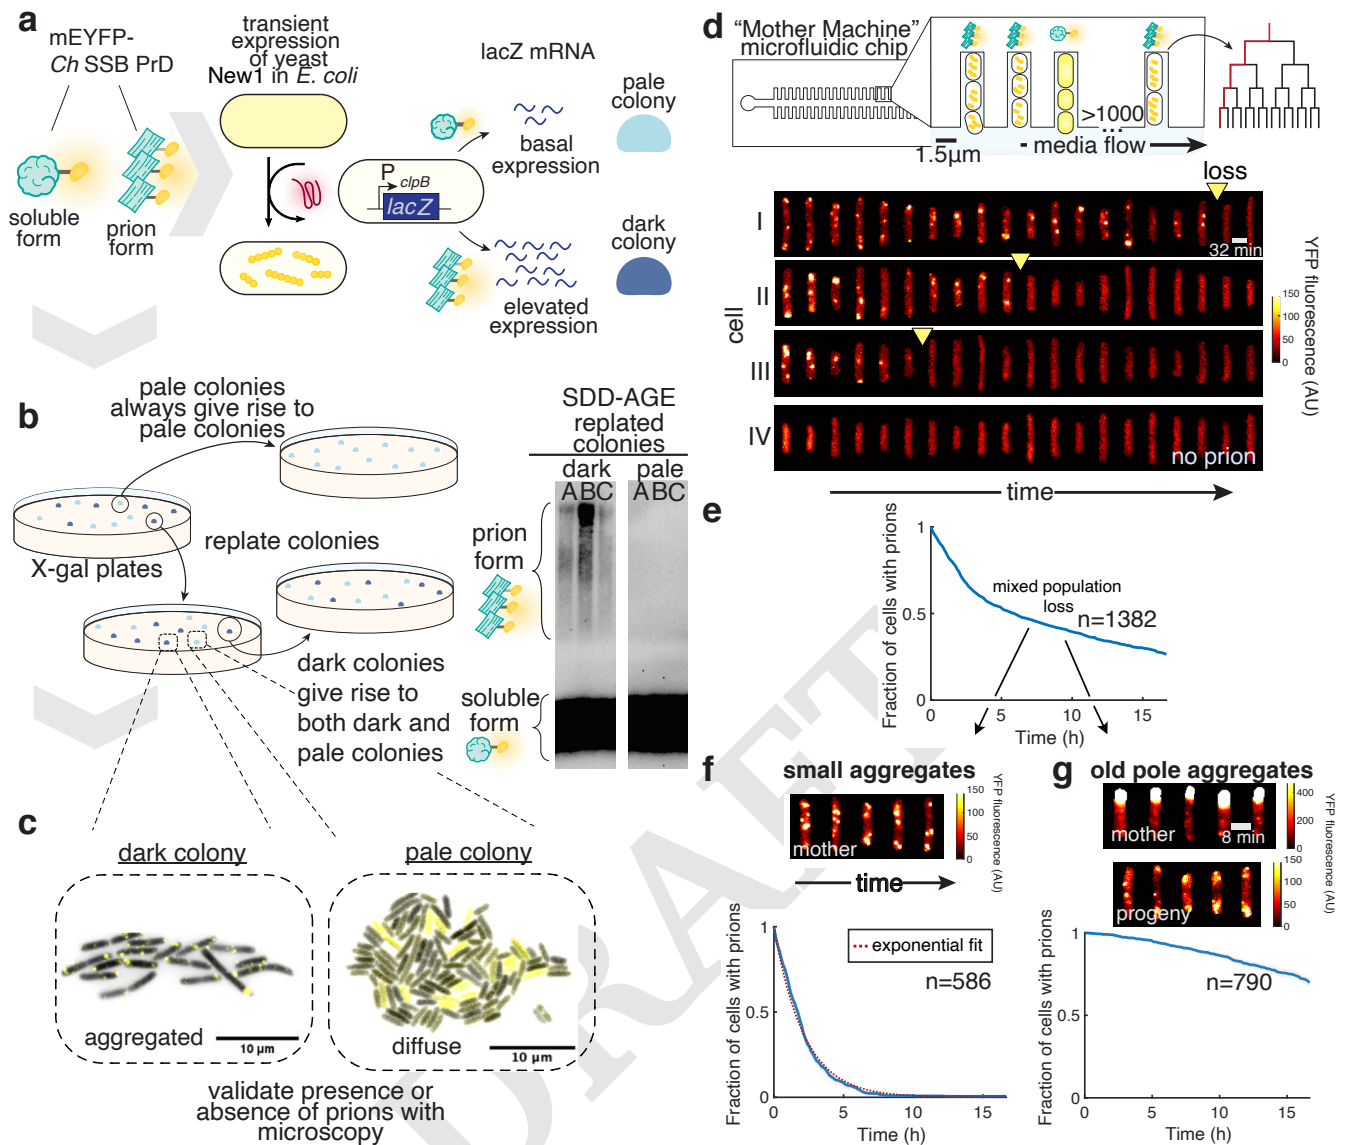 a
mEYFP-
Ch SSB PrD
soluble
form
prion
form
transient
expression
of yeast
New1 in E. coli
lacZ mRNA
P
clpB
lacZ
basal
expression
elevated
expression
pale
colony
dark
colony
b
pale colonies
always give rise to
pale colonies
X-gal plates
replate colonies
dark colonies
give rise to
both dark and
pale colonies
SDD-AGE
replated
colonies
dark pale
ABC ABC
prion
form
soluble
form
c
dark colony
aggregated
10 µm
pale colony
diffuse
10 µm
validate presence or
absence of prions with
microscopy
d
"Mother Machine"
microfluidic chip
>1000
...
1.5µm
media flow
loss
I
32 min
II
III
IV
no prion
cell
time
150
100
50
0
YFP fluorescence (AU)
e
Fraction of cells with prions
1
0.5
0
mixed population
loss
n=1382
0 5 10 15
Time (h)
f
small aggregates
mother
150
100
50
0
YFP fluorescence (AU)
time
Fraction of cells with prions
1
0.5
0
exponential fit
n=586
0 5 10 15
Time (h)
g
old pole aggregates
mother
8 min
400
200
0
YFP fluorescence (AU)
progeny
150
100
50
0
Fraction of cells with prions
1
0.5
0
n=790
0 5 10 15
Time (h)
DRAFT